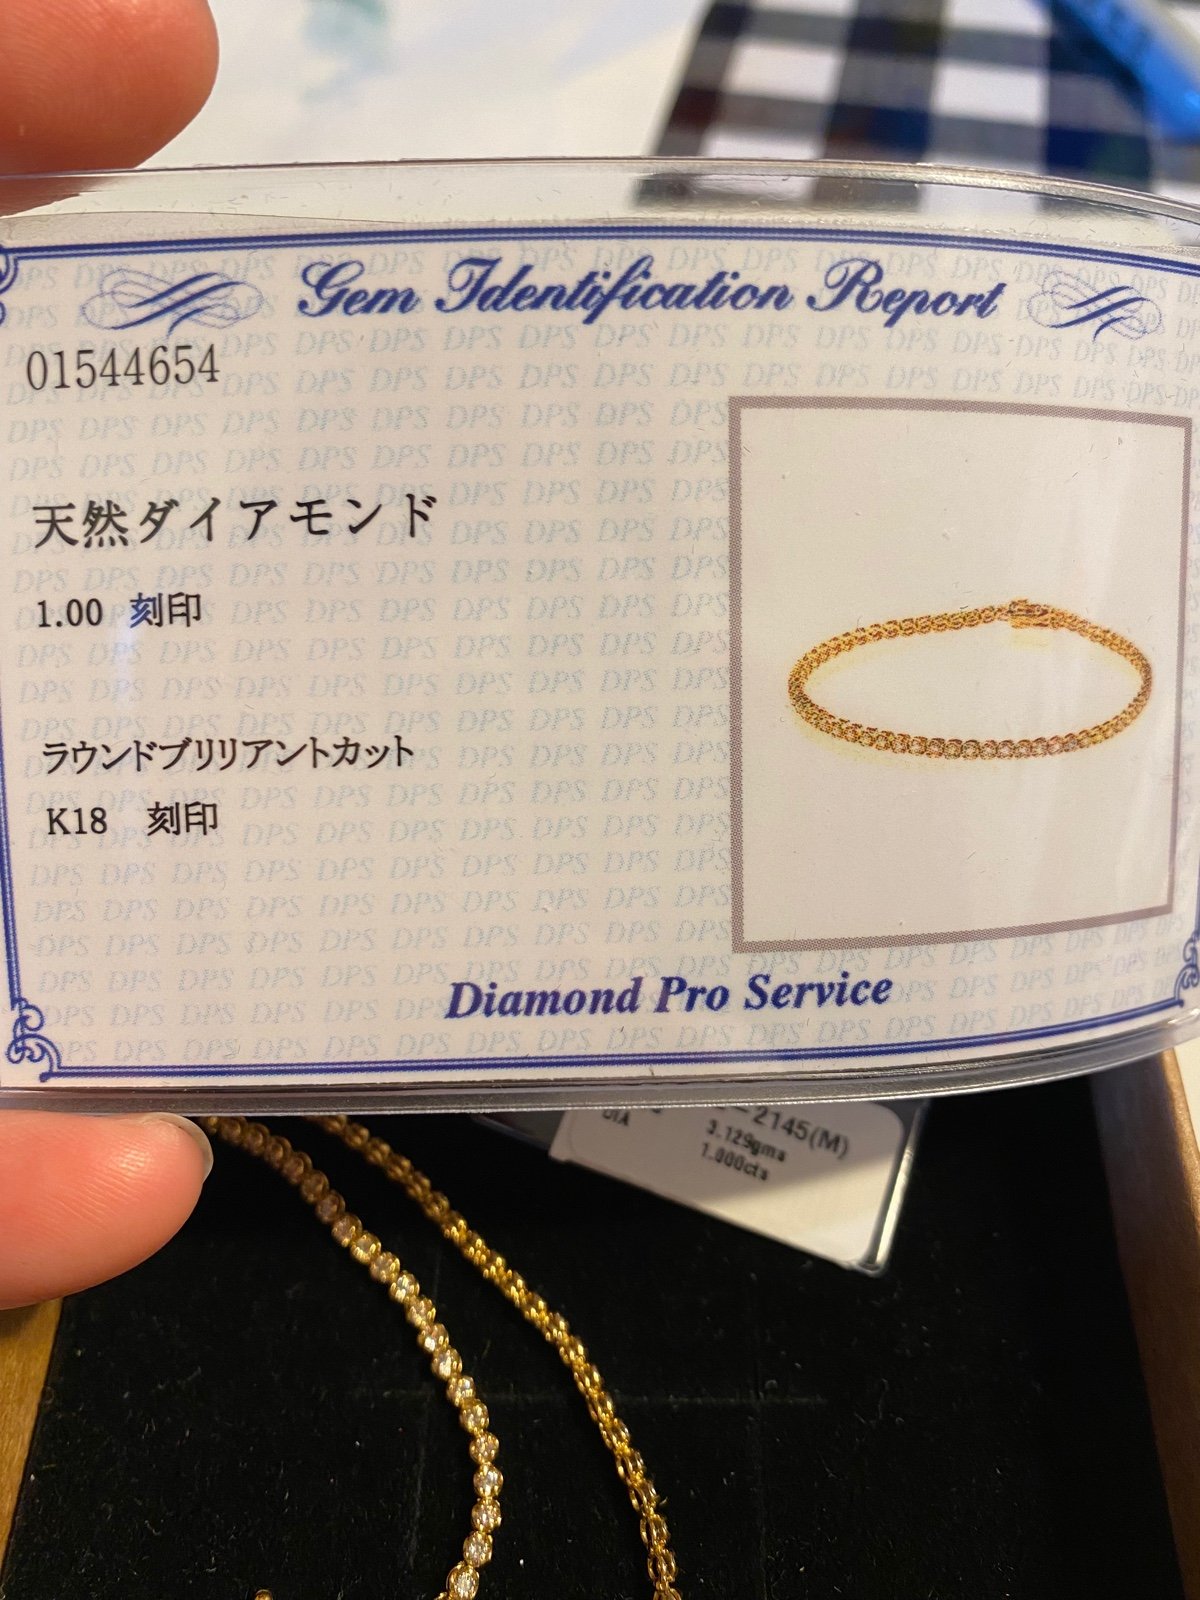 Gem Identification Report
01544654
天然ダイアモンド
1.00 刻印
ラウンドブリリアントカット
K18 刻印
Diamond Pro Service
2145(M)
DIA
3.129gms
1.000cts